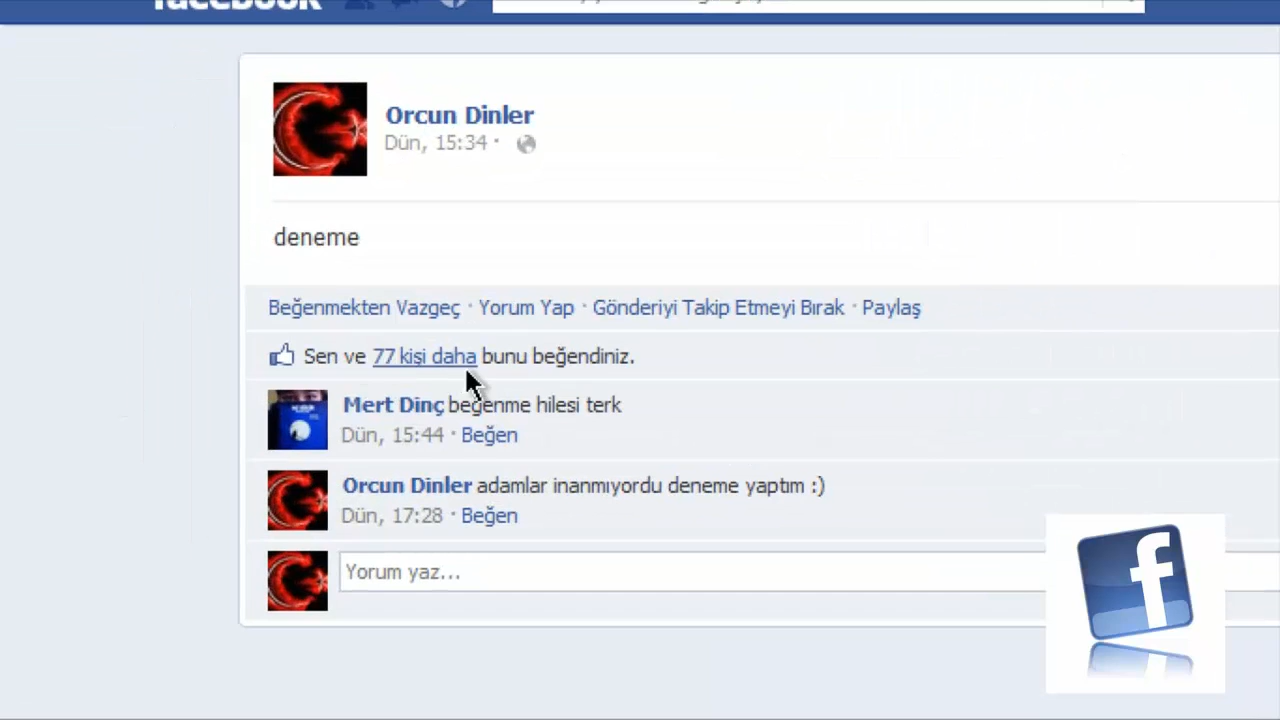 facebook
Orcun Dinler
Dün, 15:34 ·
deneme
Beğenmekten Vazgeç · Yorum Yap · Gönderiyi Takip Etmeyi Bırak · Paylaş
Sen ve 77 kişi daha bunu beğendiniz.
Mert Dinç beğenme hilesi terk
Dün, 15:44 · Beğen
Orcun Dinler adamlar inanmıyordu deneme yaptım :)
Dün, 17:28 · Beğen
Yorum yaz...
f